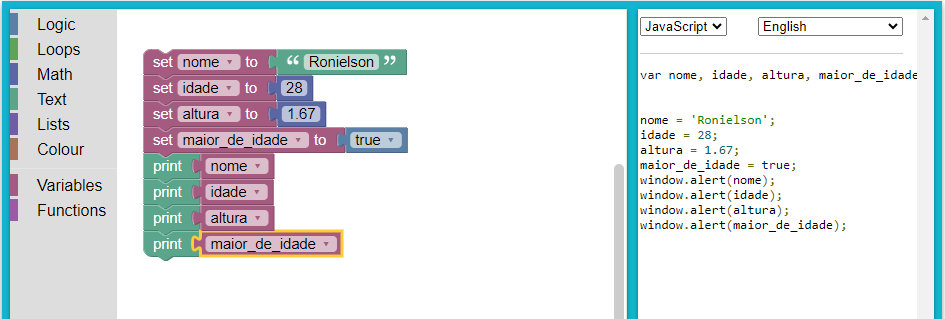 Logic
Loops
Math
Text
Lists
Colour
Variables
Functions
set nome to “ Ronielson ”
set idade to 28
set altura to 1.67
set maior_de_idade to true
print nome
print idade
print altura
print maior_de_idade
JavaScript English
var nome, idade, altura, maior_de_idade
nome = 'Ronielson';
idade = 28;
altura = 1.67;
maior_de_idade = true;
window.alert(nome);
window.alert(idade);
window.alert(altura);
window.alert(maior_de_idade);